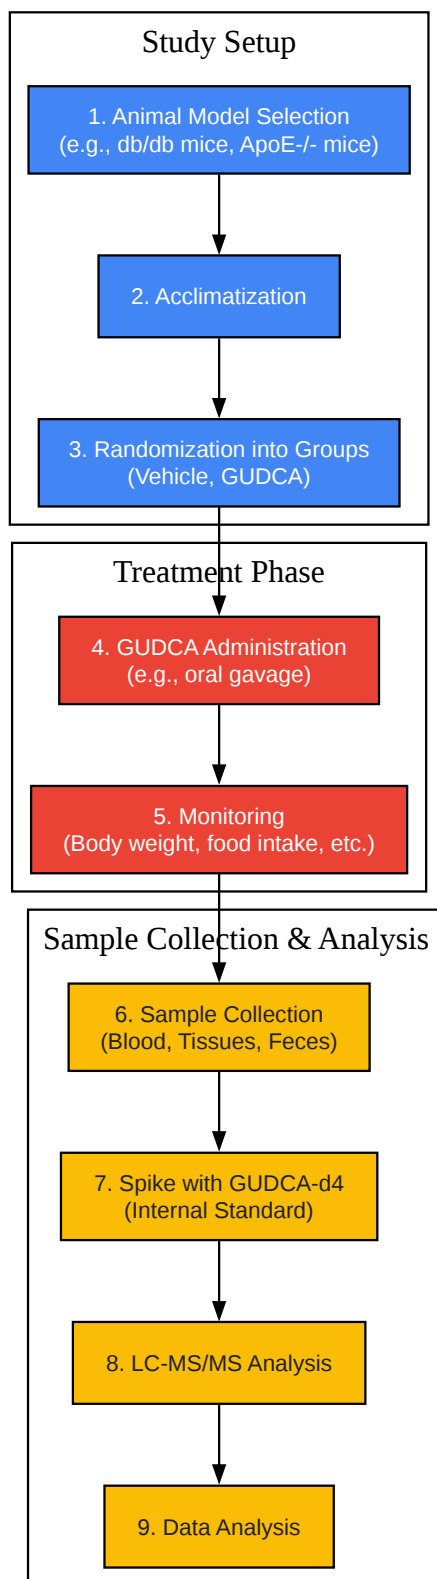 Study Setup
1. Animal Model Selection
(e.g., db/db mice, ApoE-/- mice)
2. Acclimatization
3. Randomization into Groups
(Vehicle, GUDCA)
Treatment Phase
4. GUDCA Administration
(e.g., oral gavage)
5. Monitoring
(Body weight, food intake, etc.)
Sample Collection & Analysis
6. Sample Collection
(Blood, Tissues, Feces)
7. Spike with GUDCA-d4
(Internal Standard)
8. LC-MS/MS Analysis
9. Data Analysis